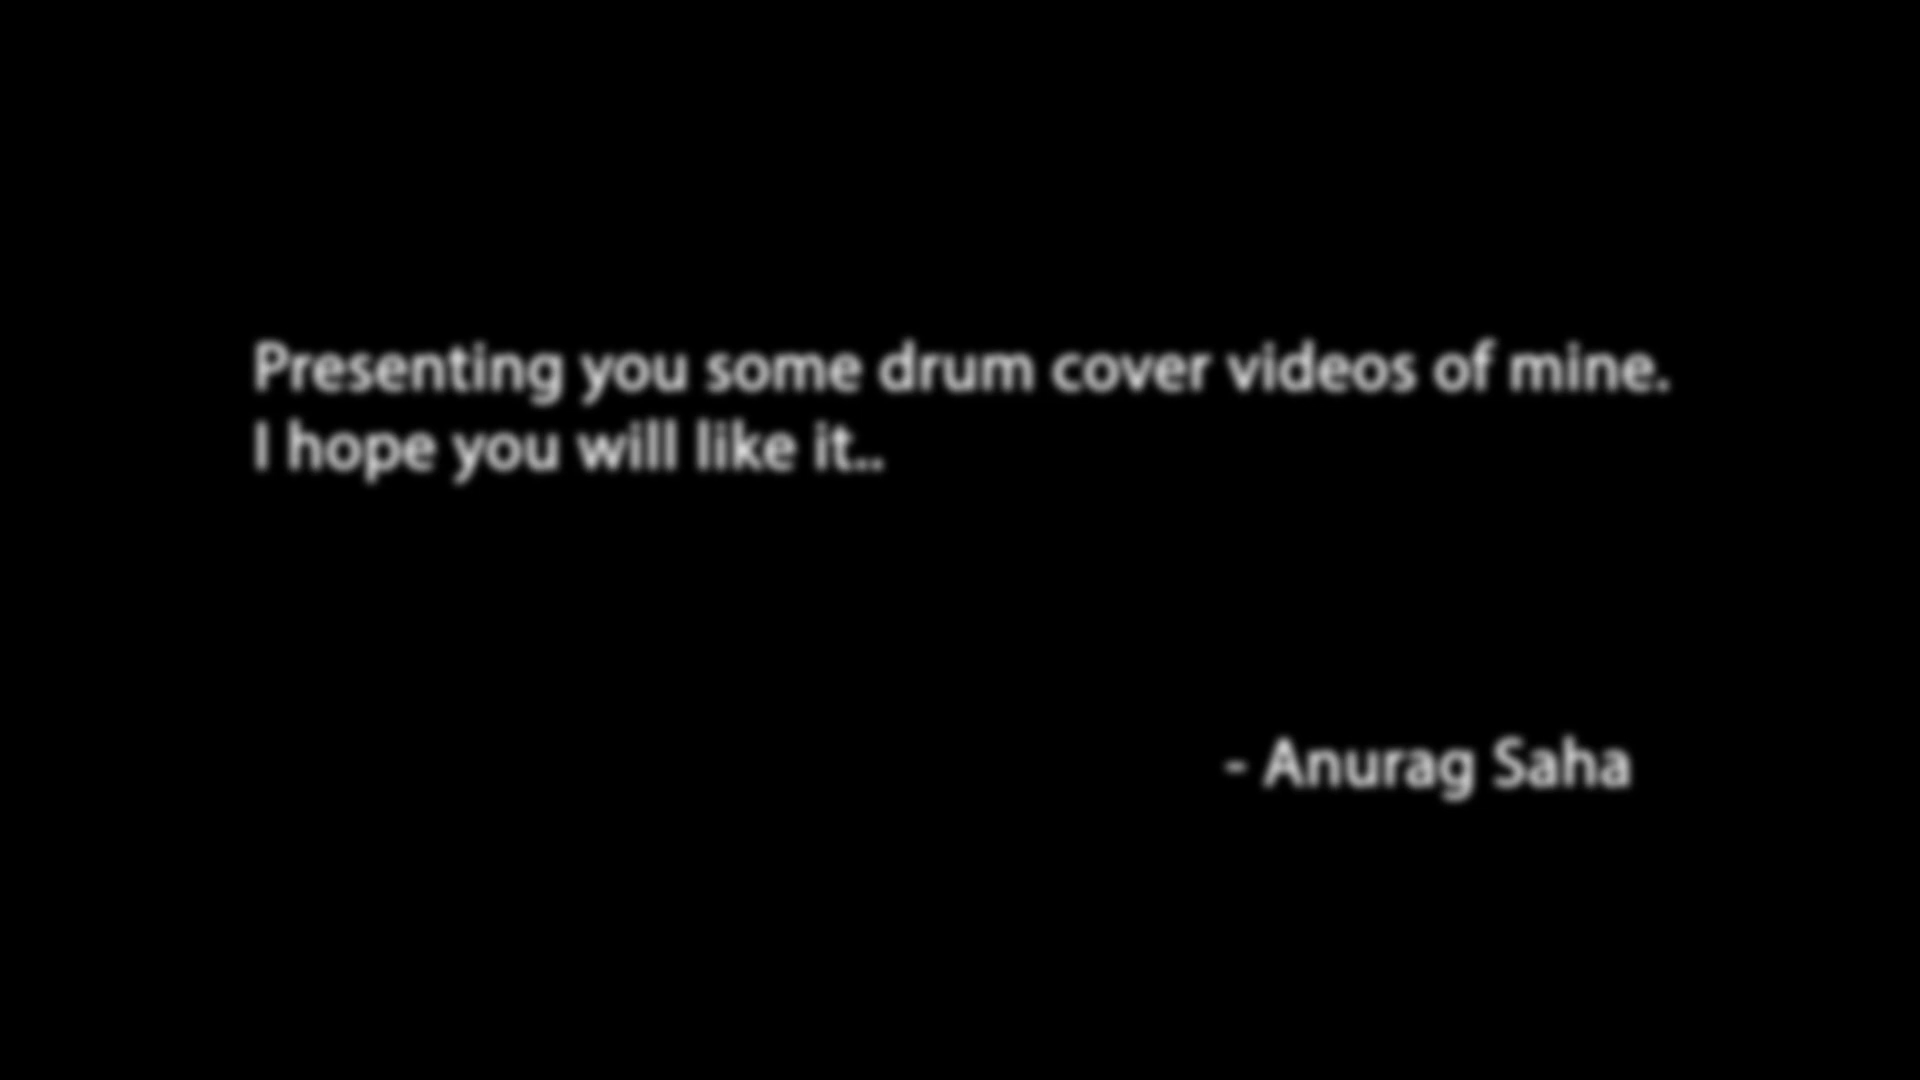 Presenting you some drum cover videos of mine.
I hope you will like it..
- Anurag Saha